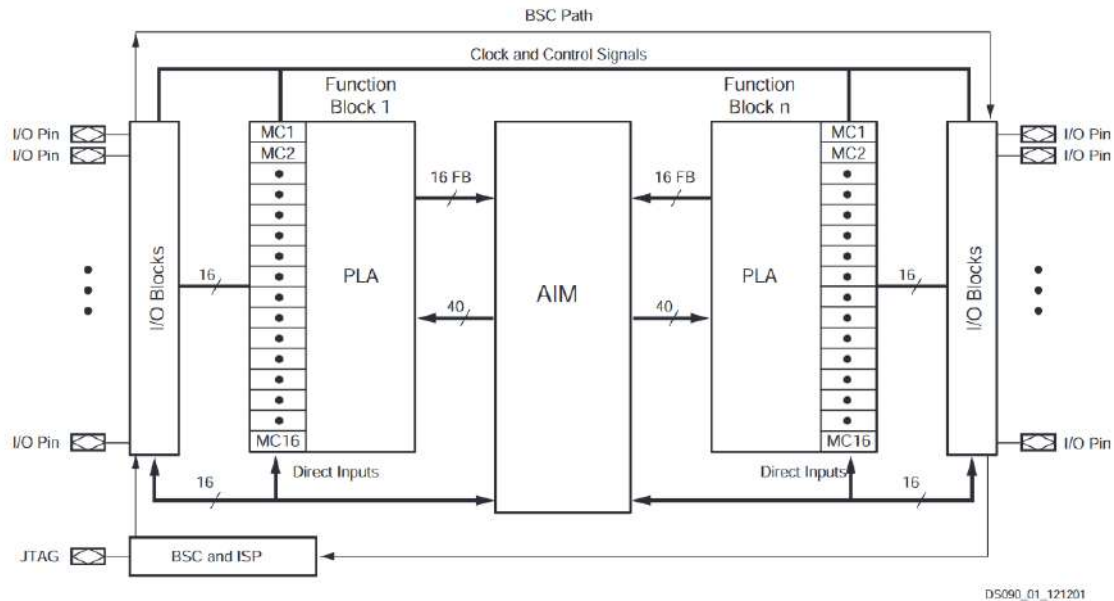 BSC Path
Clock and Control Signals
Function
Block 1
Function
Block n
I/O Pin
MC1
MC1
I/O Pin
I/O Pin
MC2
MC2
I/O Pin
16 FB
16 FB
I/O Blocks
16
PLA
AIM
PLA
16
I/O Blocks
40
40
I/O Pin
MC16
MC16
I/O Pin
Direct Inputs
Direct Inputs
16
16
JTAG
BSC and ISP
DS090_01_121201